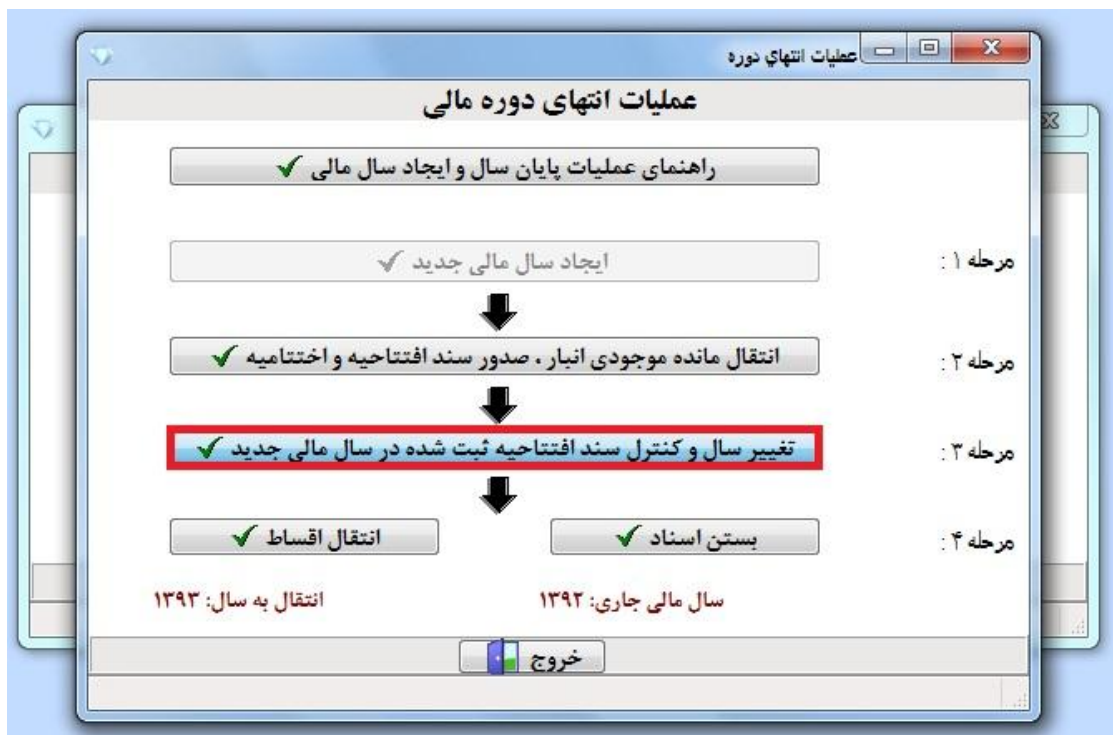 عملیات انتهاي دوره
عملیات انتهای دوره مالی
راهنمای عملیات پایان سال و ایجاد سال مالی
مرحله ۱ : ایجاد سال مالی جدید
مرحله ۲ : انتقال مانده موجودی انبار ، صدور سند افتتاحیه و اختتامیه
مرحله ۳ : تغییر سال و کنترل سند افتتاحیه ثبت شده در سال مالی جدید
مرحله ۴ : بستن اسناد انتقال اقساط
سال مالی جاری: ۱۳۹۲ انتقال به سال: ۱۳۹۳
خروج